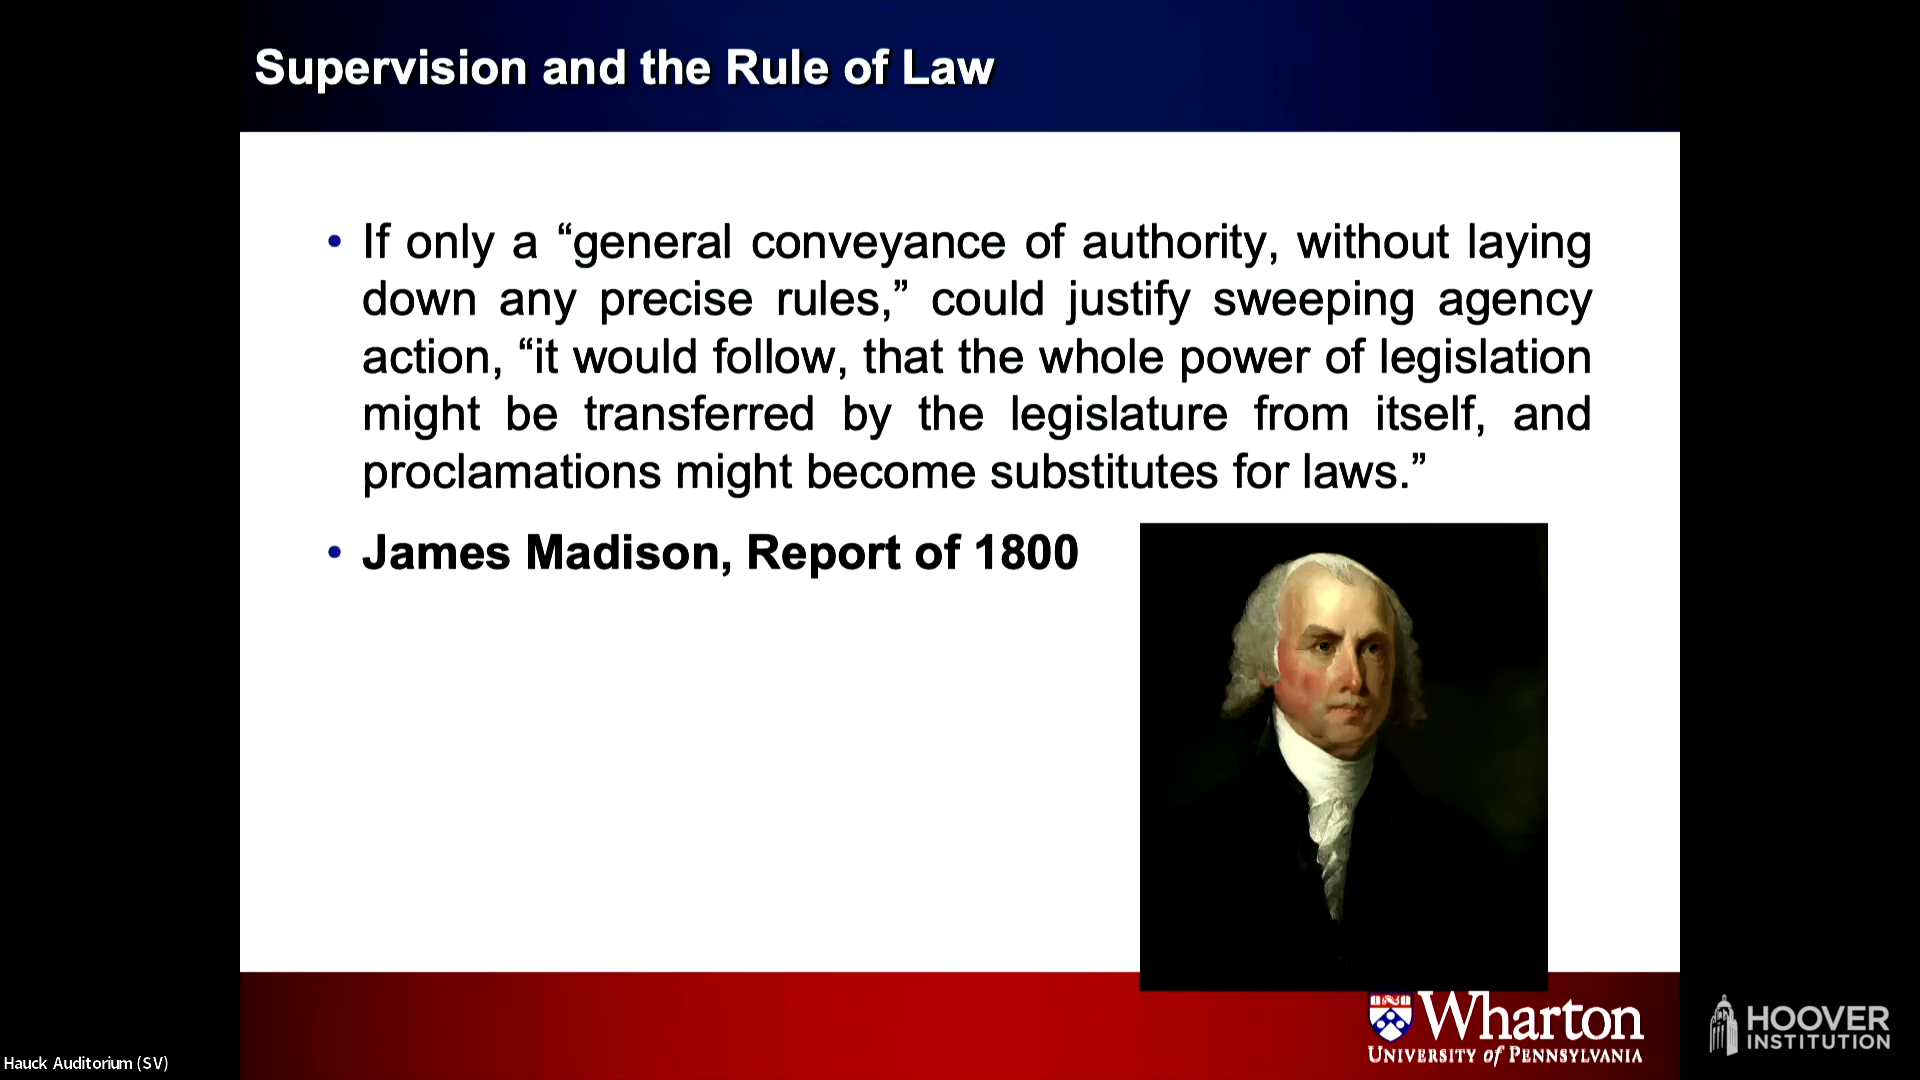 Supervision and the Rule of Law
• If only a “general conveyance of authority, without laying
down any precise rules,” could justify sweeping agency
action, “it would follow, that the whole power of legislation
might be transferred by the legislature from itself, and
proclamations might become substitutes for laws.”
• James Madison, Report of 1800
Wharton
UNIVERSITY of PENNSYLVANIA
HOOVER
INSTITUTION
Hauck Auditorium (SV)